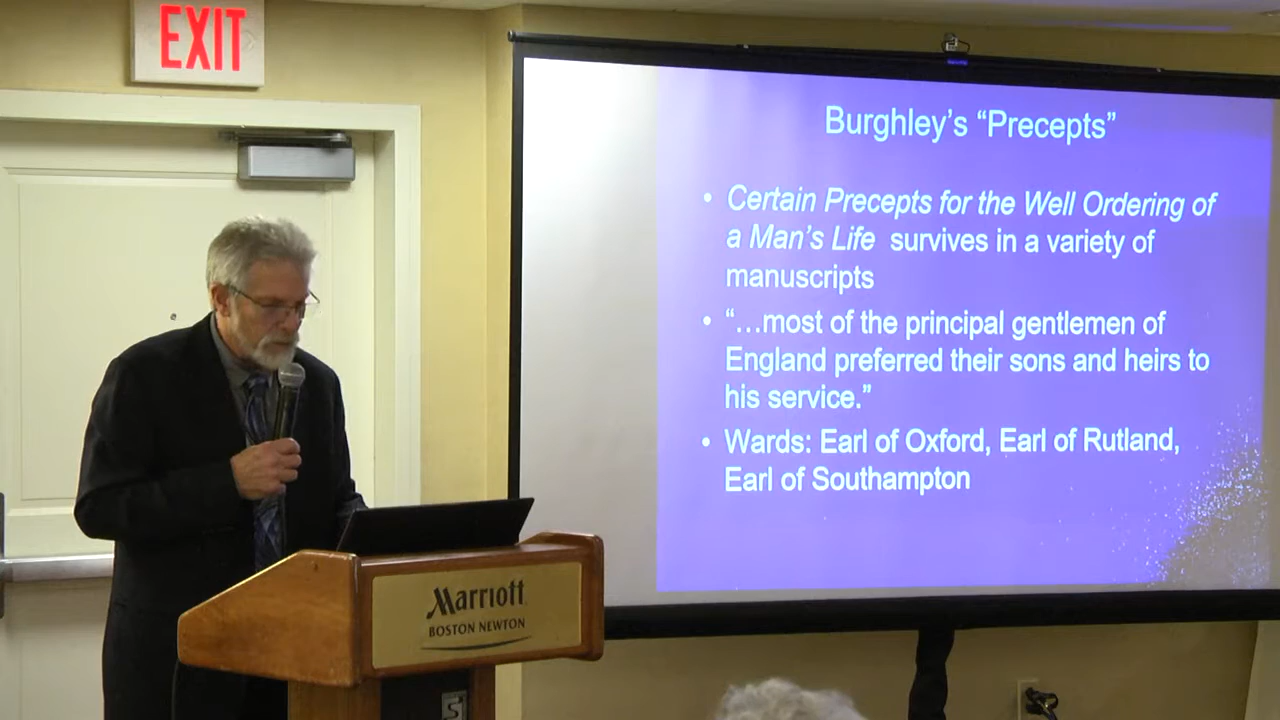 EXIT
Burghley's “Precepts”
• Certain Precepts for the Well Ordering of
a Man's Life survives in a variety of
manuscripts
• “…most of the principal gentlemen of
England preferred their sons and heirs to
his service.”
• Wards: Earl of Oxford, Earl of Rutland,
Earl of Southampton
Marriott
BOSTON NEWTON